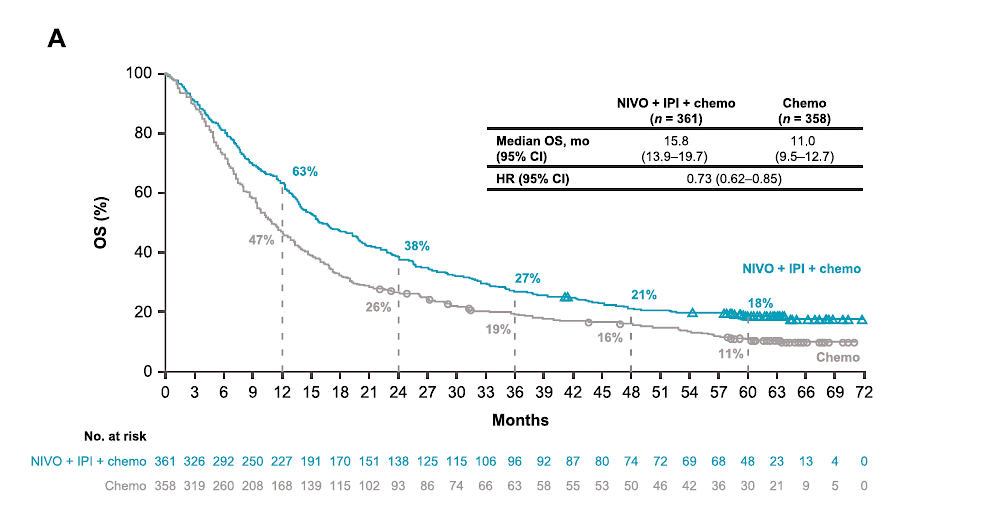 A
NIVO + IPI + chemo Chemo
(n = 361) (n = 358)
Median OS, mo 15.8 11.0
(95% CI) (13.9–19.7) (9.5–12.7)
HR (95% CI) 0.73 (0.62–0.85)
OS (%)
100
80
60
40
20
0
63%
47%
38%
26%
27%
19%
21%
16%
18%
11%
NIVO + IPI + chemo
Chemo
0 3 6 9 12 15 18 21 24 27 30 33 36 39 42 45 48 51 54 57 60 63 66 69 72
Months
No. at risk
NIVO + IPI + chemo 361 326 292 250 227 191 170 151 138 125 115 106 96 92 87 80 74 72 69 68 48 23 13 4 0
Chemo 358 319 260 208 168 139 115 102 93 86 74 66 63 58 55 53 50 46 42 36 30 21 9 5 0